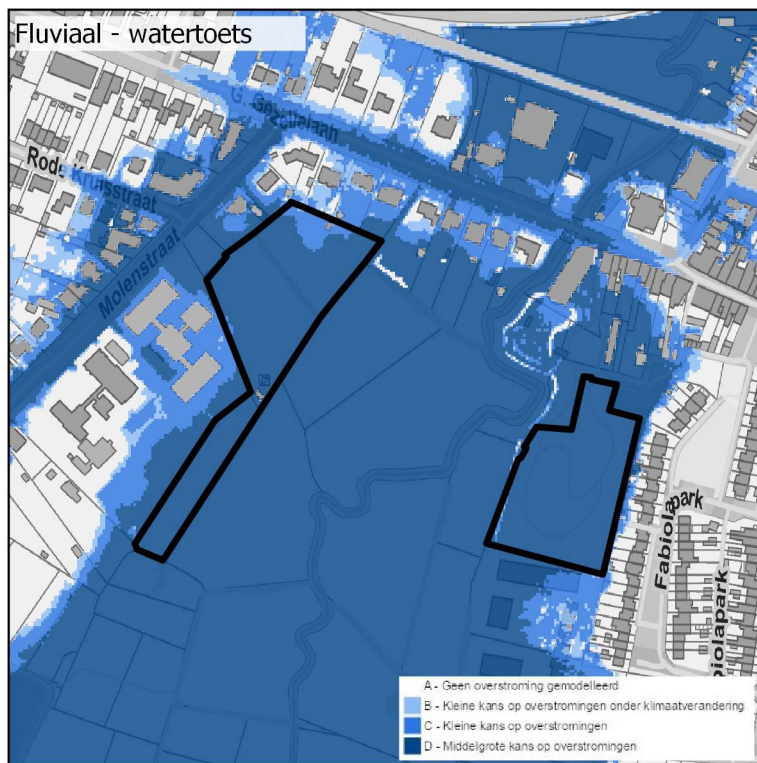 Fluviaal - watertoets
G. Gezellelaan
Rode Kruisstraat
Molenstraat
Fabiolapark
A - Geen overstroming gemodelleerd
B - Kleine kans op overstromingen onder klimaatverandering
C - Kleine kans op overstromingen
D - Middelgrote kans op overstromingen